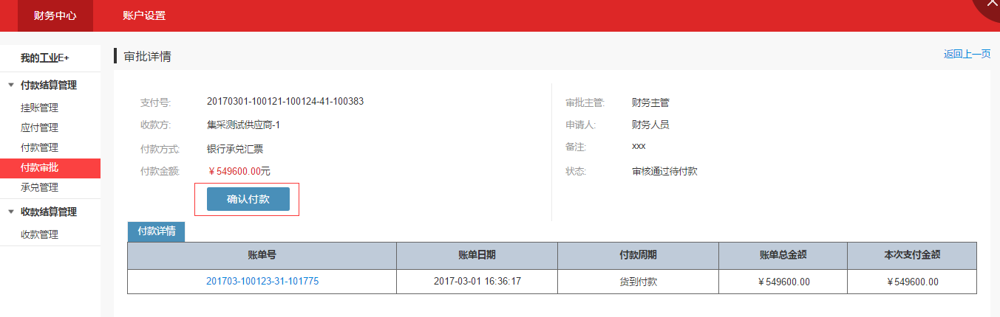 财务中心 账户设置
我的工业E+
付款结算管理
挂账管理
应付管理
付款管理
付款审批
承兑管理
收款结算管理
收款管理
审批详情 返回上一页
支付号: 20170301-100121-100124-41-100383
收款方: 集采测试供应商-1
付款方式: 银行承兑汇票
付款金额: ￥549600.00元
确认付款
审批主管: 财务主管
申请人: 财务人员
备注: xxx
状态: 审核通过待付款
付款详情
账单号 账单日期 付款周期 账单总金额 本次支付金额
201703-100123-31-101775 2017-03-01 16:36:17 货到付款 ￥549600.00 ￥549600.00